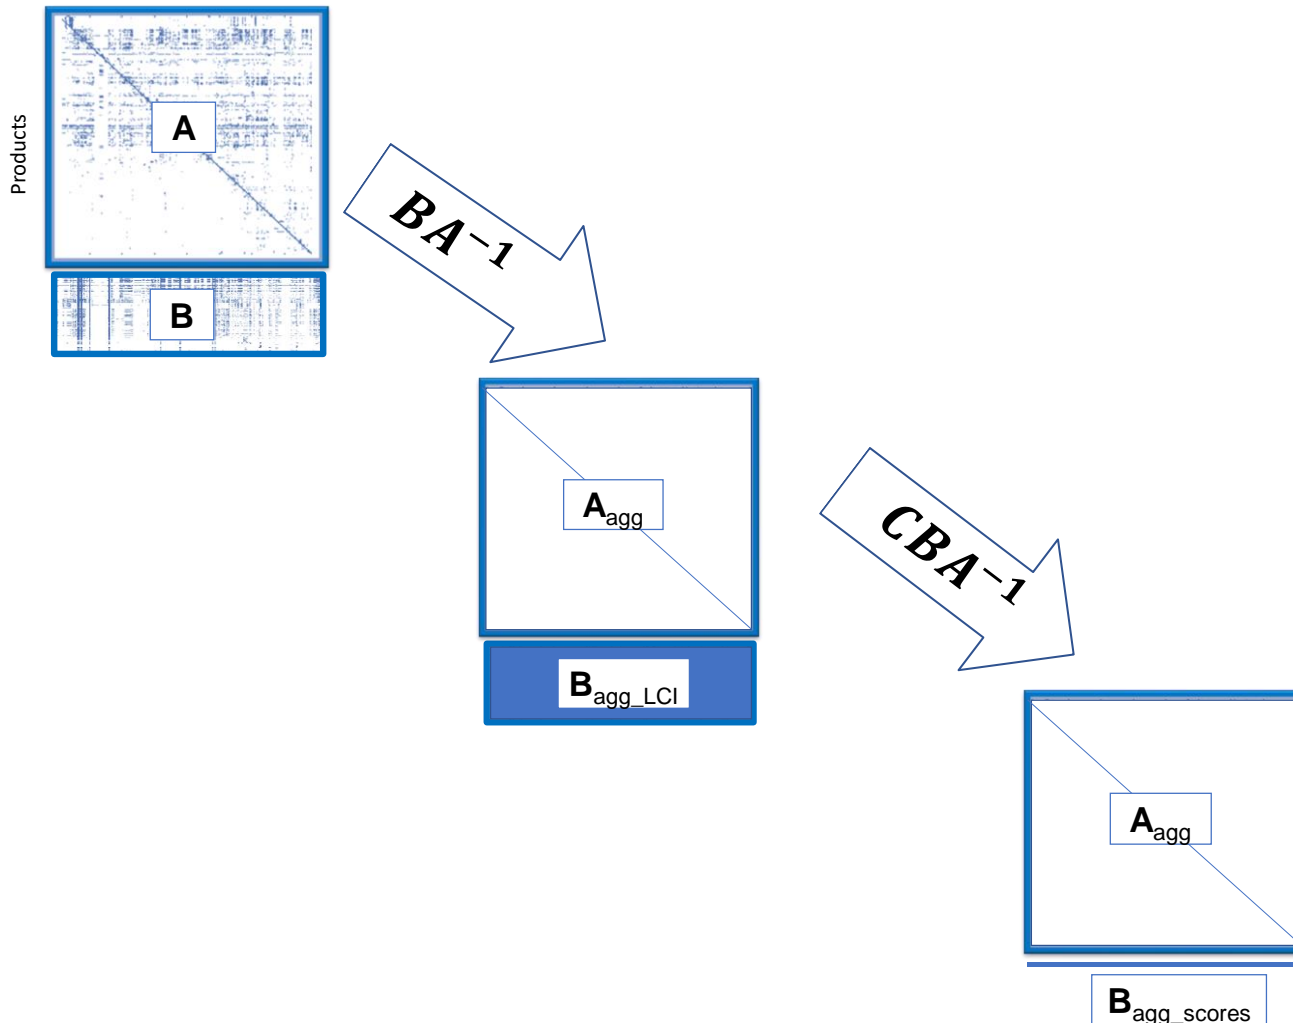 Products
A
B
BA⁻¹
A_agg
B_agg_LCI
CBA⁻¹
A_agg
B_agg_scores